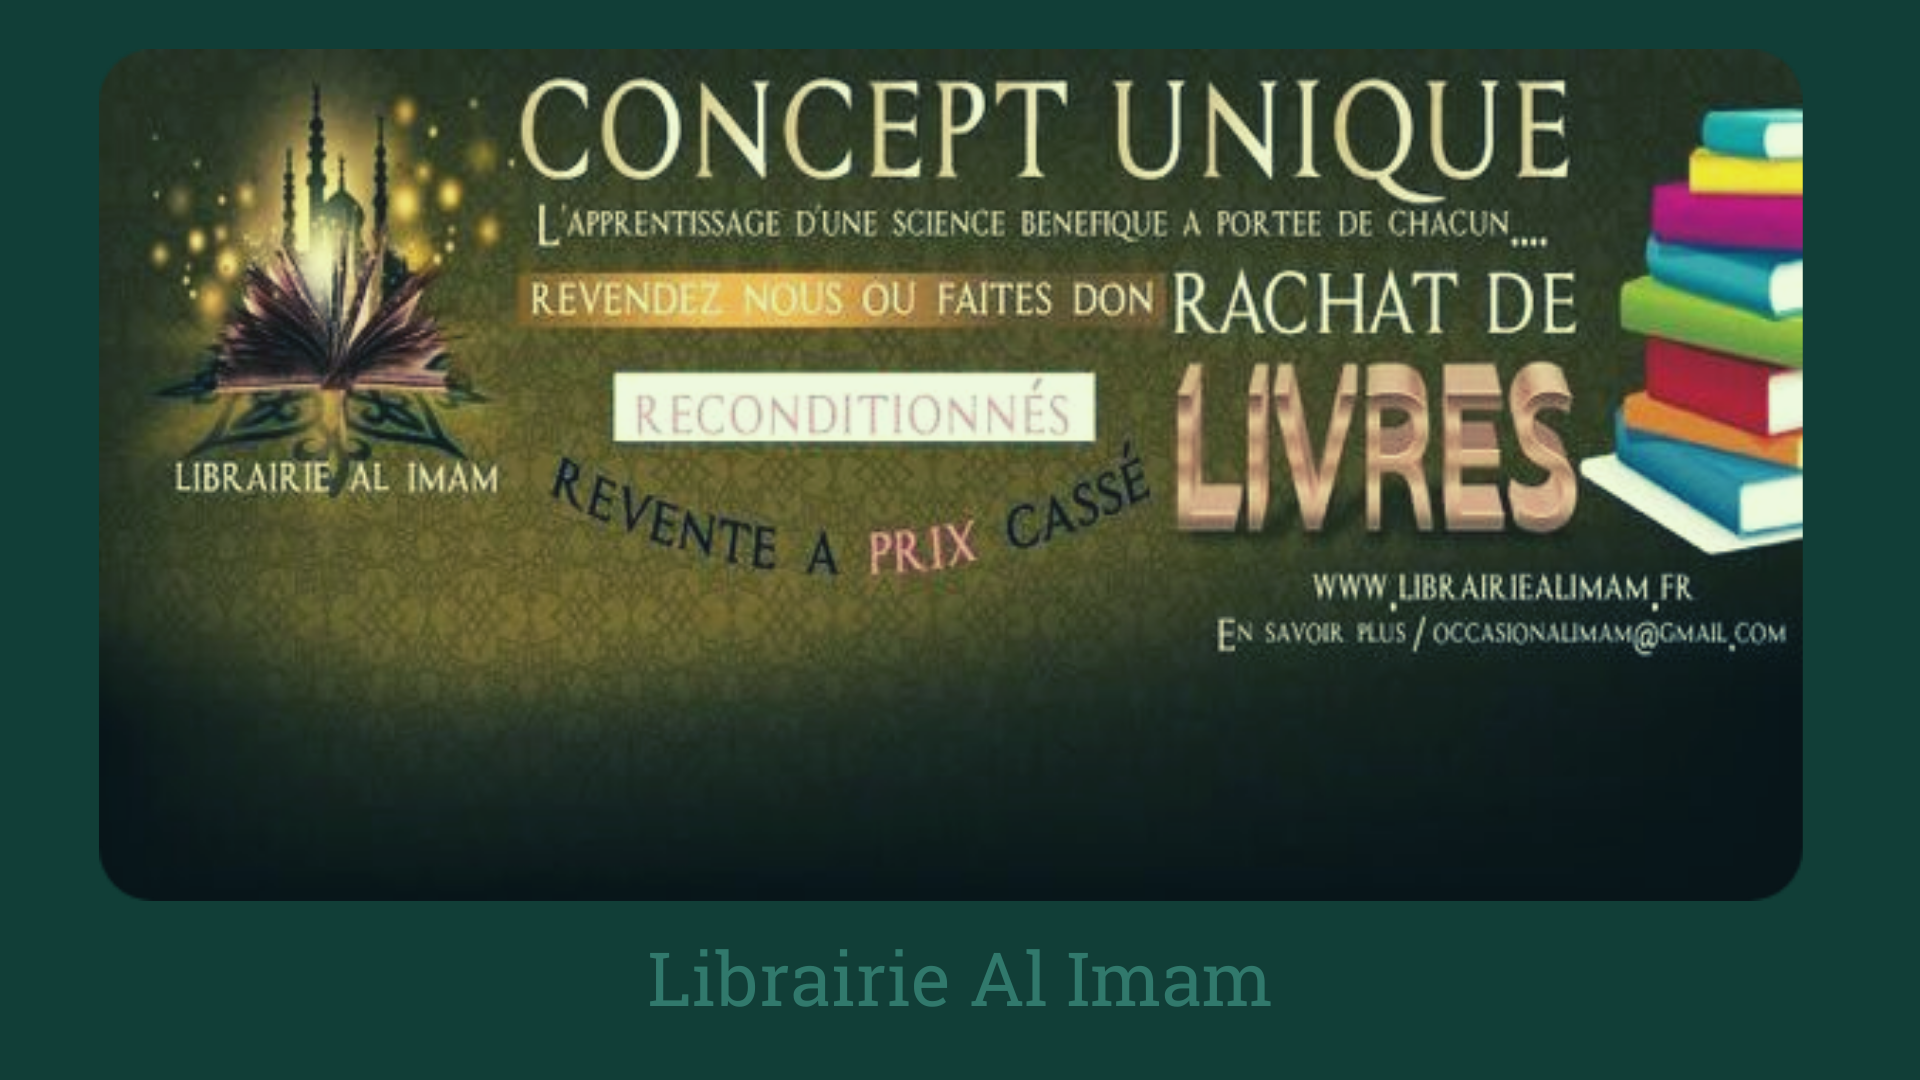 CONCEPT UNIQUE
L'APPRENTISSAGE D'UNE SCIENCE BENEFIQUE A PORTEE DE CHACUN....
REVENDEZ NOUS OU FAITES DON
RACHAT DE
LIVRES
RECONDITIONNÉS
REVENTE A PRIX CASSÉ
LIBRAIRIE AL IMAM
WWW.LIBRAIRIEALIMAM.FR
EN SAVOIR PLUS / OCCASIONALIMAM@GMAIL.COM
Librairie Al Imam